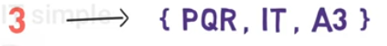 3 → { PQR, IT, A3 }